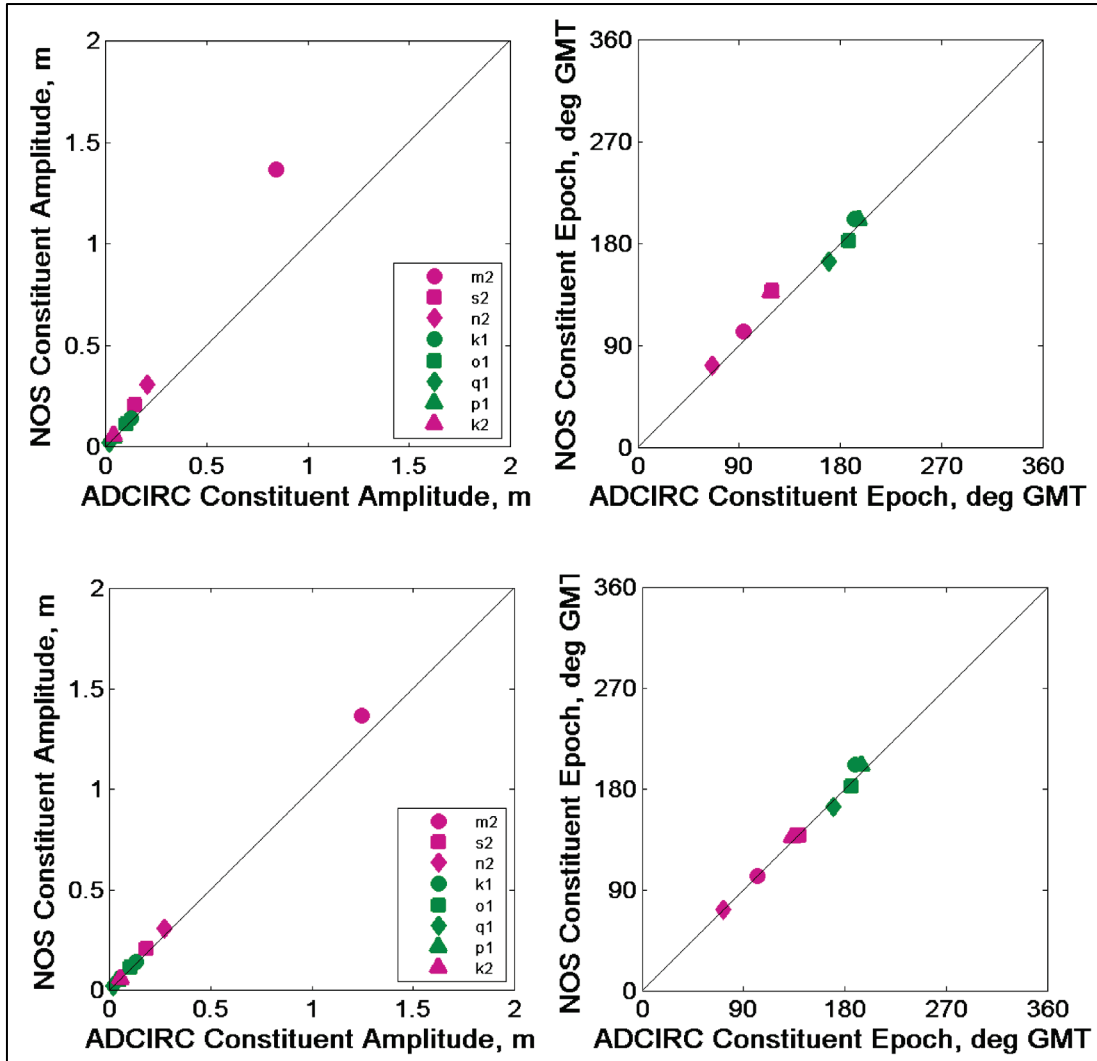 2
1.5
1
0.5
0
NOS Constituent Amplitude, m
m2
s2
n2
k1
o1
q1
p1
k2
0 0.5 1 1.5 2
ADCIRC Constituent Amplitude, m
360
270
180
90
0
NOS Constituent Epoch, deg GMT
0 90 180 270 360
ADCIRC Constituent Epoch, deg GMT
2
1.5
1
0.5
0
NOS Constituent Amplitude, m
m2
s2
n2
k1
o1
q1
p1
k2
0 0.5 1 1.5 2
ADCIRC Constituent Amplitude, m
360
270
180
90
0
NOS Constituent Epoch, deg GMT
0 90 180 270 360
ADCIRC Constituent Epoch, deg GMT